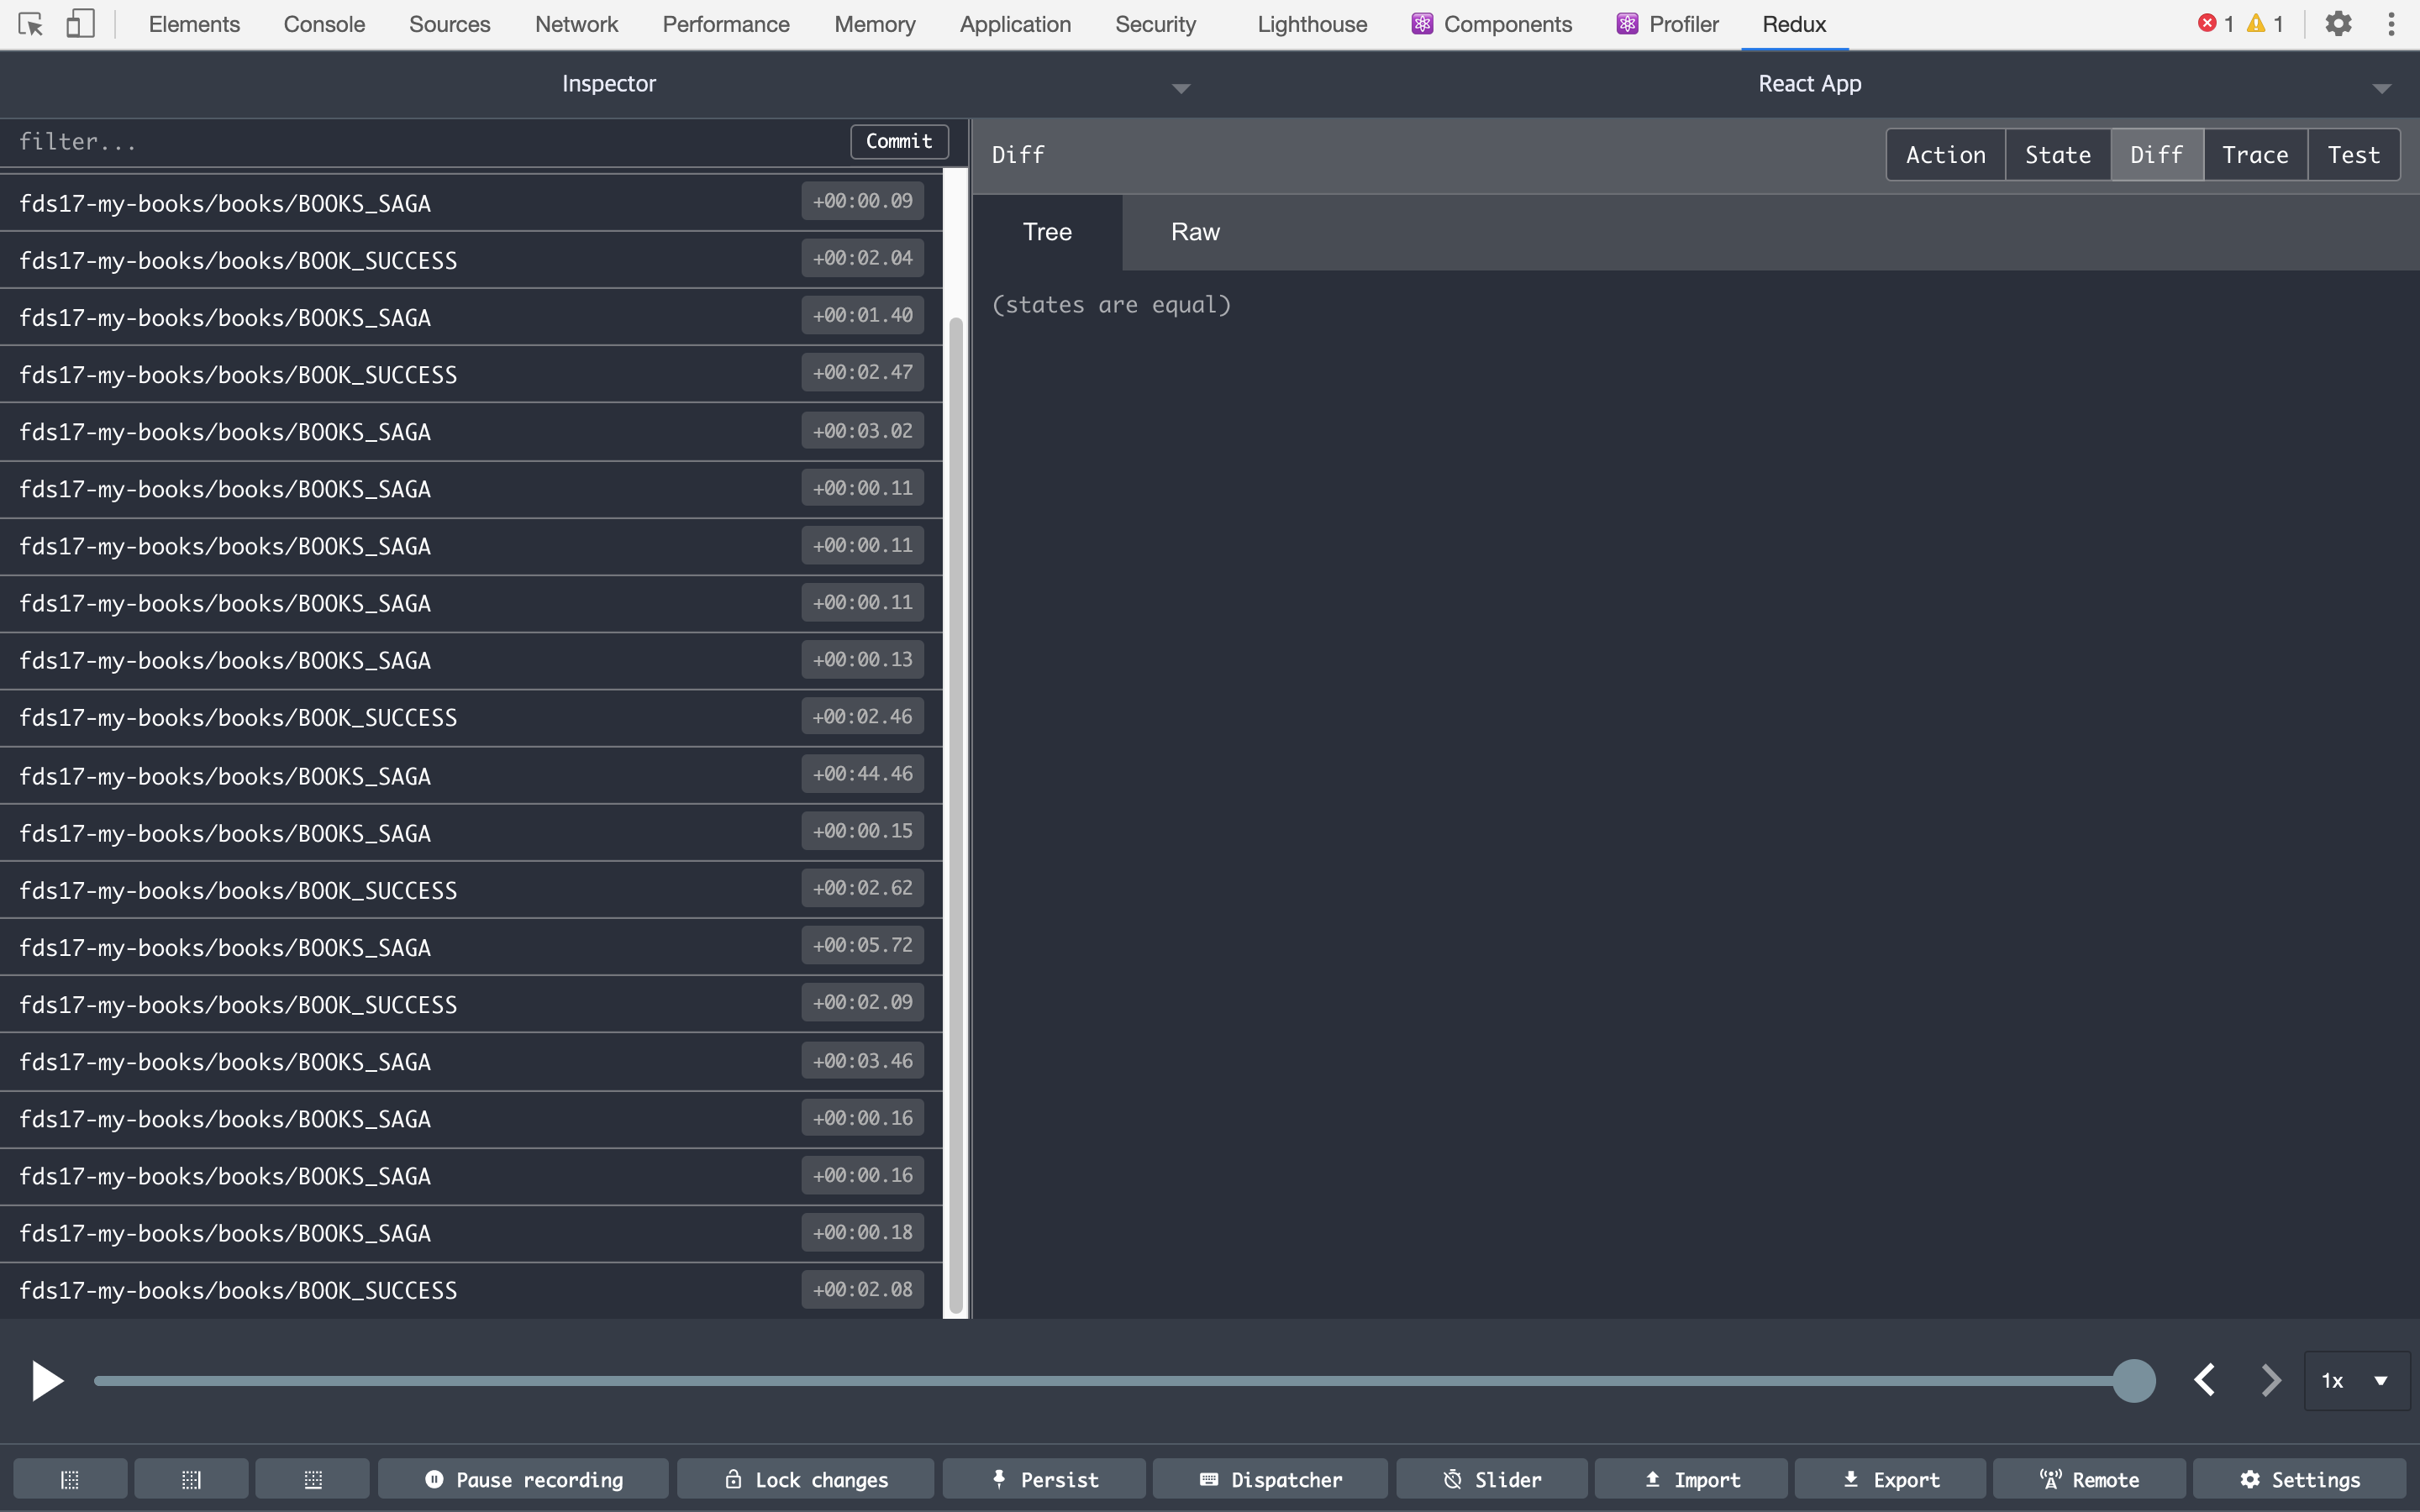 Elements Console Sources Network Performance Memory Application Security Lighthouse Components Profiler Redux 1 1
Inspector React App
filter... Commit
Diff Action State Diff Trace Test
Tree Raw
(states are equal)
fds17-my-books/books/BOOKS_SAGA +00:00.09
fds17-my-books/books/BOOK_SUCCESS +00:02.04
fds17-my-books/books/BOOKS_SAGA +00:01.40
fds17-my-books/books/BOOK_SUCCESS +00:02.47
fds17-my-books/books/BOOKS_SAGA +00:03.02
fds17-my-books/books/BOOKS_SAGA +00:00.11
fds17-my-books/books/BOOKS_SAGA +00:00.11
fds17-my-books/books/BOOKS_SAGA +00:00.11
fds17-my-books/books/BOOKS_SAGA +00:00.13
fds17-my-books/books/BOOK_SUCCESS +00:02.46
fds17-my-books/books/BOOKS_SAGA +00:44.46
fds17-my-books/books/BOOKS_SAGA +00:00.15
fds17-my-books/books/BOOK_SUCCESS +00:02.62
fds17-my-books/books/BOOKS_SAGA +00:05.72
fds17-my-books/books/BOOK_SUCCESS +00:02.09
fds17-my-books/books/BOOKS_SAGA +00:03.46
fds17-my-books/books/BOOKS_SAGA +00:00.16
fds17-my-books/books/BOOKS_SAGA +00:00.16
fds17-my-books/books/BOOKS_SAGA +00:00.18
fds17-my-books/books/BOOK_SUCCESS +00:02.08
1x
Pause recording Lock changes Persist Dispatcher Slider Import Export Remote Settings